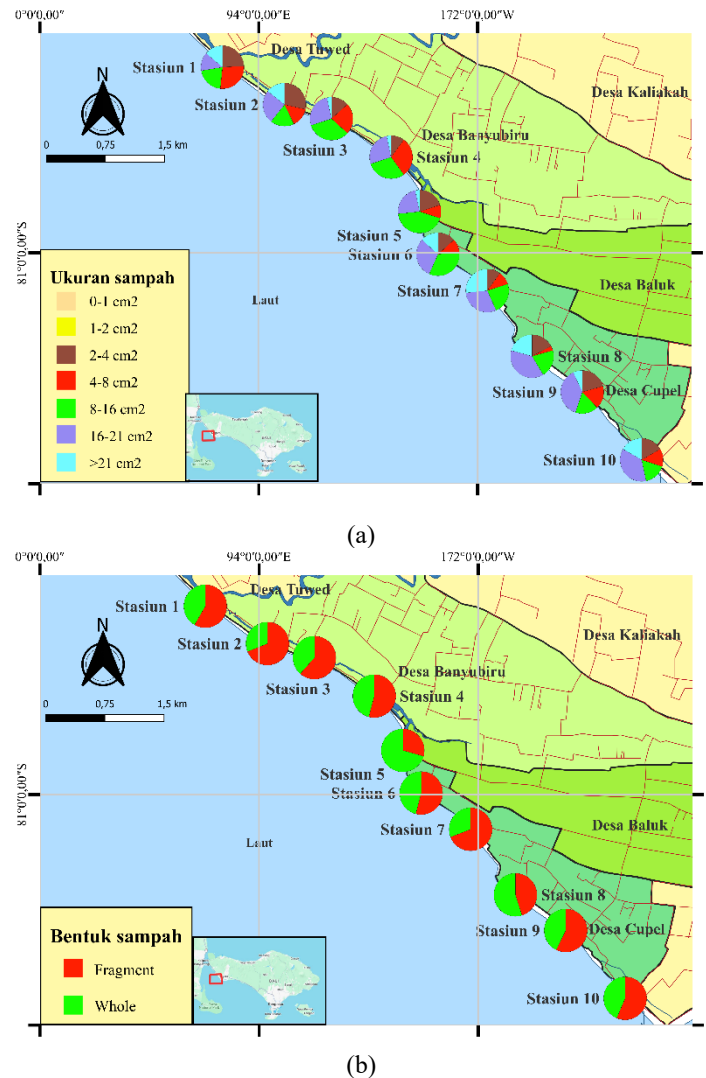 0°0'0,00" 94°0'0,00"E 172°0'0,00"W
Desa Tuwed
Stasiun 1
Desa Kaliakah
N
Stasiun 2
Desa Banyubiru
Stasiun 3
Stasiun 4
0 0,75 1,5 km
Stasiun 5
Stasiun 6
S,00,0,0,18
Ukuran sampah
Desa Baluk
Stasiun 7
0-1 cm2
Laut
1-2 cm2
2-4 cm2
Stasiun 8
4-8 cm2
Stasiun 9
Desa Cupel
8-16 cm2
16-21 cm2
Stasiun 10
>21 cm2
(a)
0°0'0,00" 94°0'0,00"E 172°0'0,00"W
Desa Tuwed
Stasiun 1
Desa Kaliakah
N
Stasiun 2
Desa Banyubiru
Stasiun 3
Stasiun 4
0 0,75 1,5 km
Stasiun 5
Stasiun 6
Desa Baluk
Stasiun 7
Laut
Stasiun 8
Bentuk sampah
Stasiun 9
Desa Cupel
Fragment
Whole
Stasiun 10
(b)